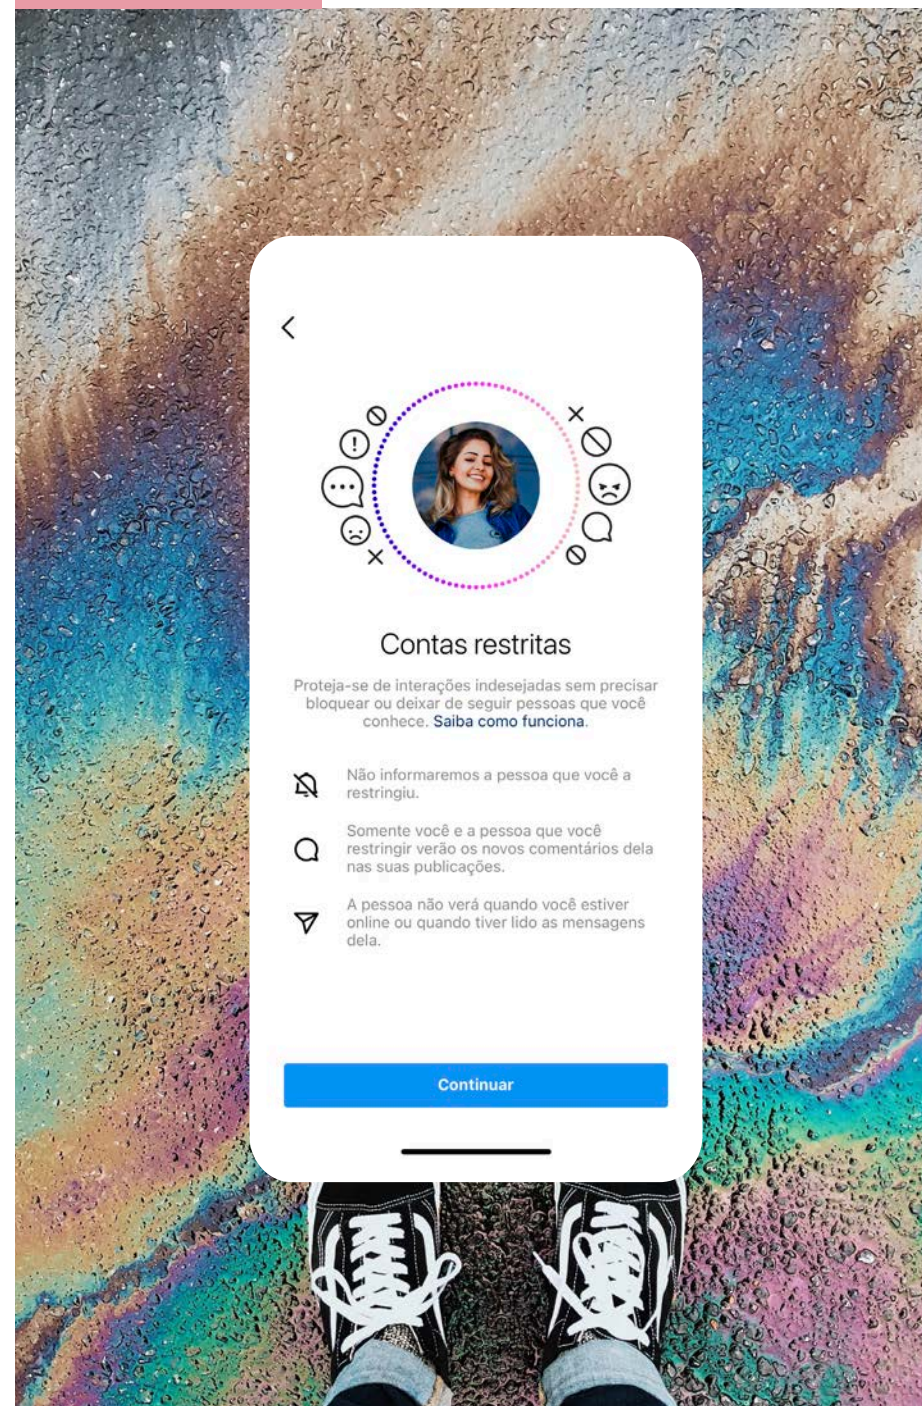 Contas restritas
Proteja-se de interações indesejadas sem precisar
bloquear ou deixar de seguir pessoas que você
conhece. Saiba como funciona.
Não informaremos a pessoa que você a
restringiu.
Somente você e a pessoa que você
restringir verão os novos comentários dela
nas suas publicações.
A pessoa não verá quando você estiver
online ou quando tiver lido as mensagens
dela.
Continuar